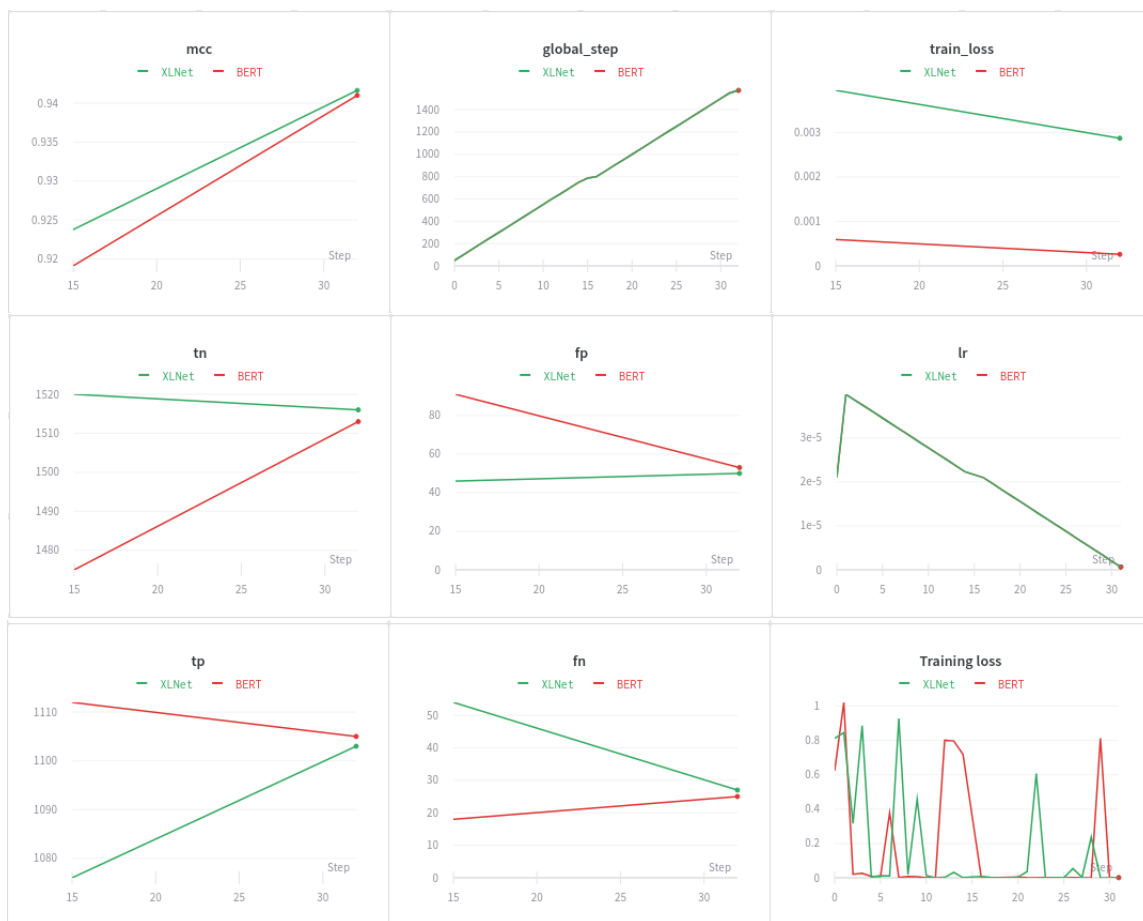 mcc
XLNet BERT
0.94
0.935
0.93
0.925
0.92
Step
15 20 25 30
global_step
XLNet BERT
1400
1200
1000
800
600
400
200
0
Step
0 5 10 15 20 25 30
train_loss
XLNet BERT
0.003
0.002
0.001
0
Step
15 20 25 30
tn
XLNet BERT
1520
1510
1500
1490
1480
Step
15 20 25 30
fp
XLNet BERT
80
60
40
20
0
Step
15 20 25 30
lr
XLNet BERT
3e-5
2e-5
1e-5
0
Step
0 5 10 15 20 25 30
tp
XLNet BERT
1110
1100
1090
1080
Step
15 20 25 30
fn
XLNet BERT
50
40
30
20
10
0
Step
15 20 25 30
Training loss
XLNet BERT
1
0.8
0.6
0.4
0.2
0
Step
0 5 10 15 20 25 30